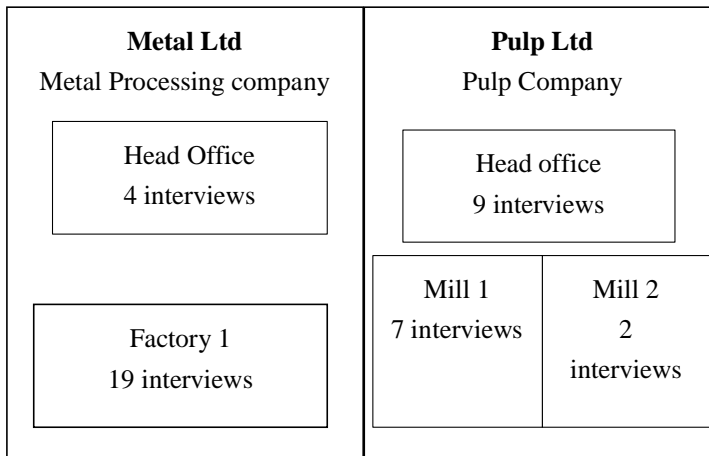 Metal Ltd
Metal Processing company
Head Office
4 interviews
Factory 1
19 interviews
Pulp Ltd
Pulp Company
Head office
9 interviews
Mill 1
7 interviews
Mill 2
2
interviews